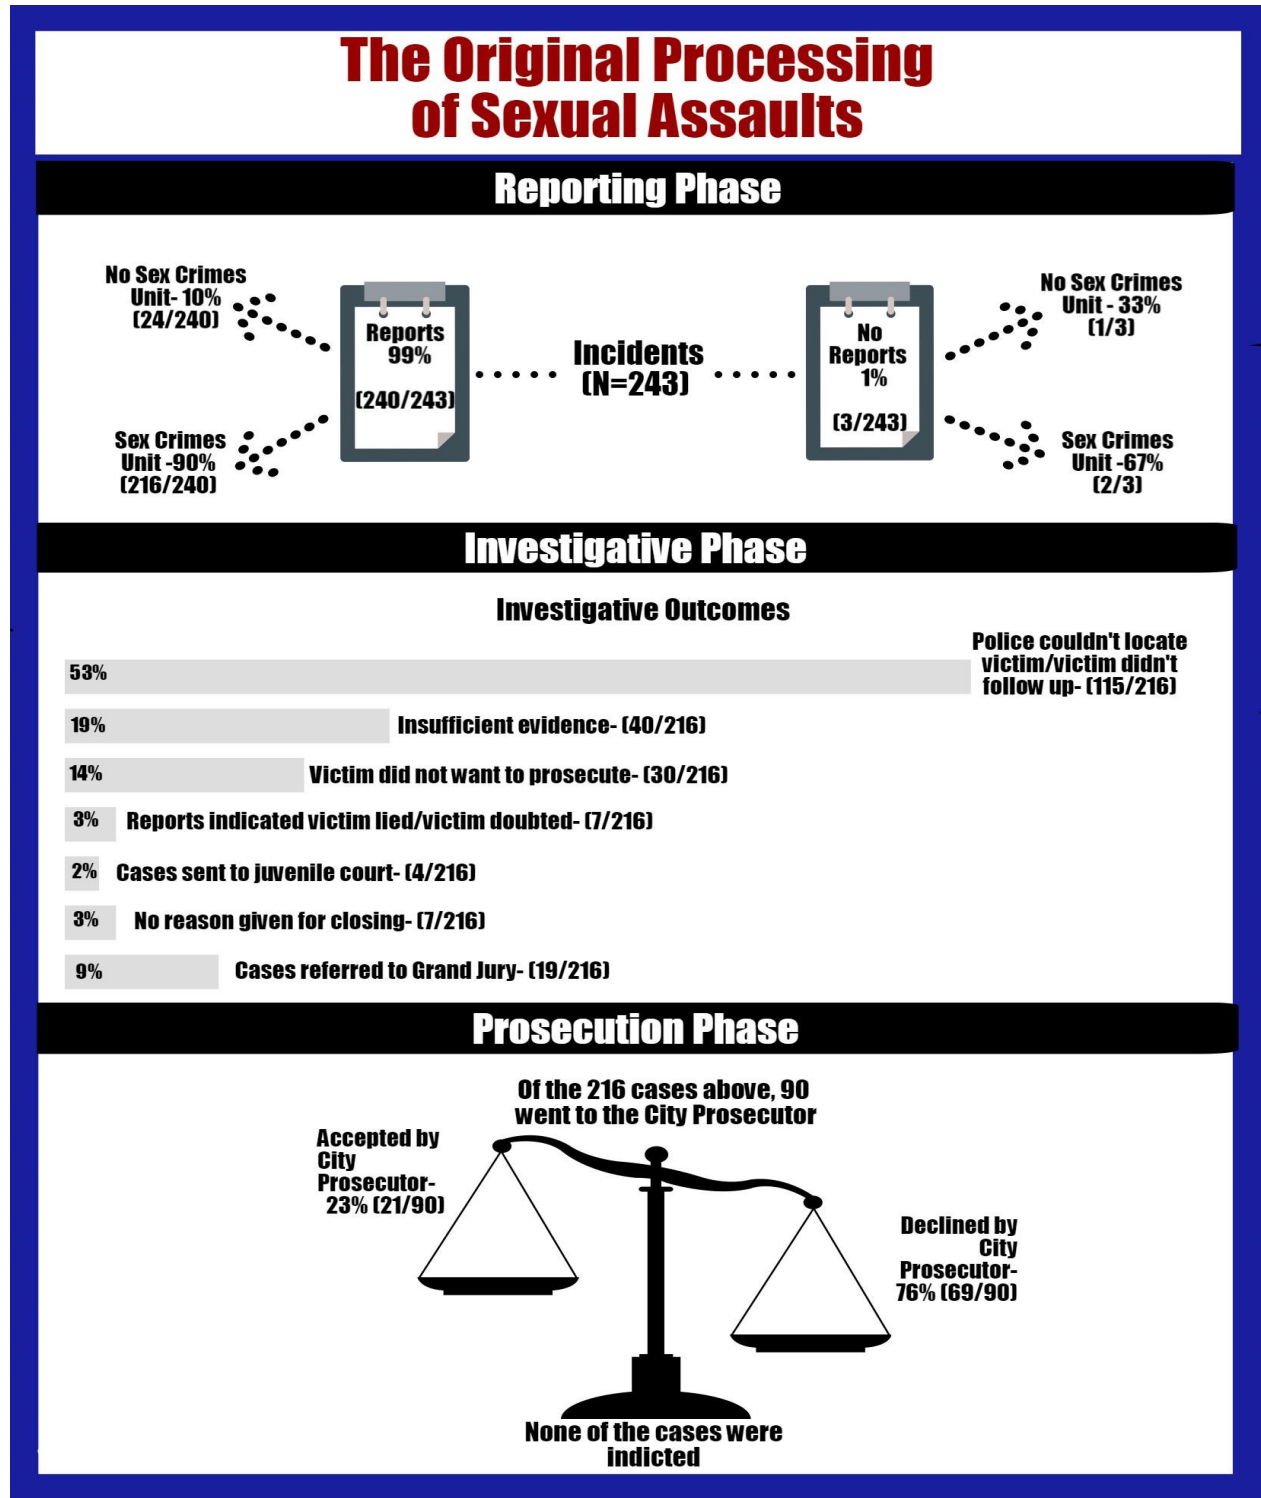 The Original Processing
of Sexual Assaults
Reporting Phase
No Sex Crimes
Unit- 10%
(24/240)
Sex Crimes
Unit -90%
(216/240)
Reports
99%
(240/243)
Incidents
(N=243)
No
Reports
1%
(3/243)
No Sex Crimes
Unit - 33%
(1/3)
Sex Crimes
Unit -67%
(2/3)
Investigative Phase
Investigative Outcomes
53%
Police couldn't locate
victim/victim didn't
follow up- (115/216)
19%
Insufficient evidence- (40/216)
14%
Victim did not want to prosecute- (30/216)
3%
Reports indicated victim lied/victim doubted- (7/216)
2%
Cases sent to juvenile court- (4/216)
3%
No reason given for closing- (7/216)
9%
Cases referred to Grand Jury- (19/216)
Prosecution Phase
Of the 216 cases above, 90
went to the City Prosecutor
Accepted by
City
Prosecutor-
23% (21/90)
Declined by
City
Prosecutor-
76% (69/90)
None of the cases were
indicted